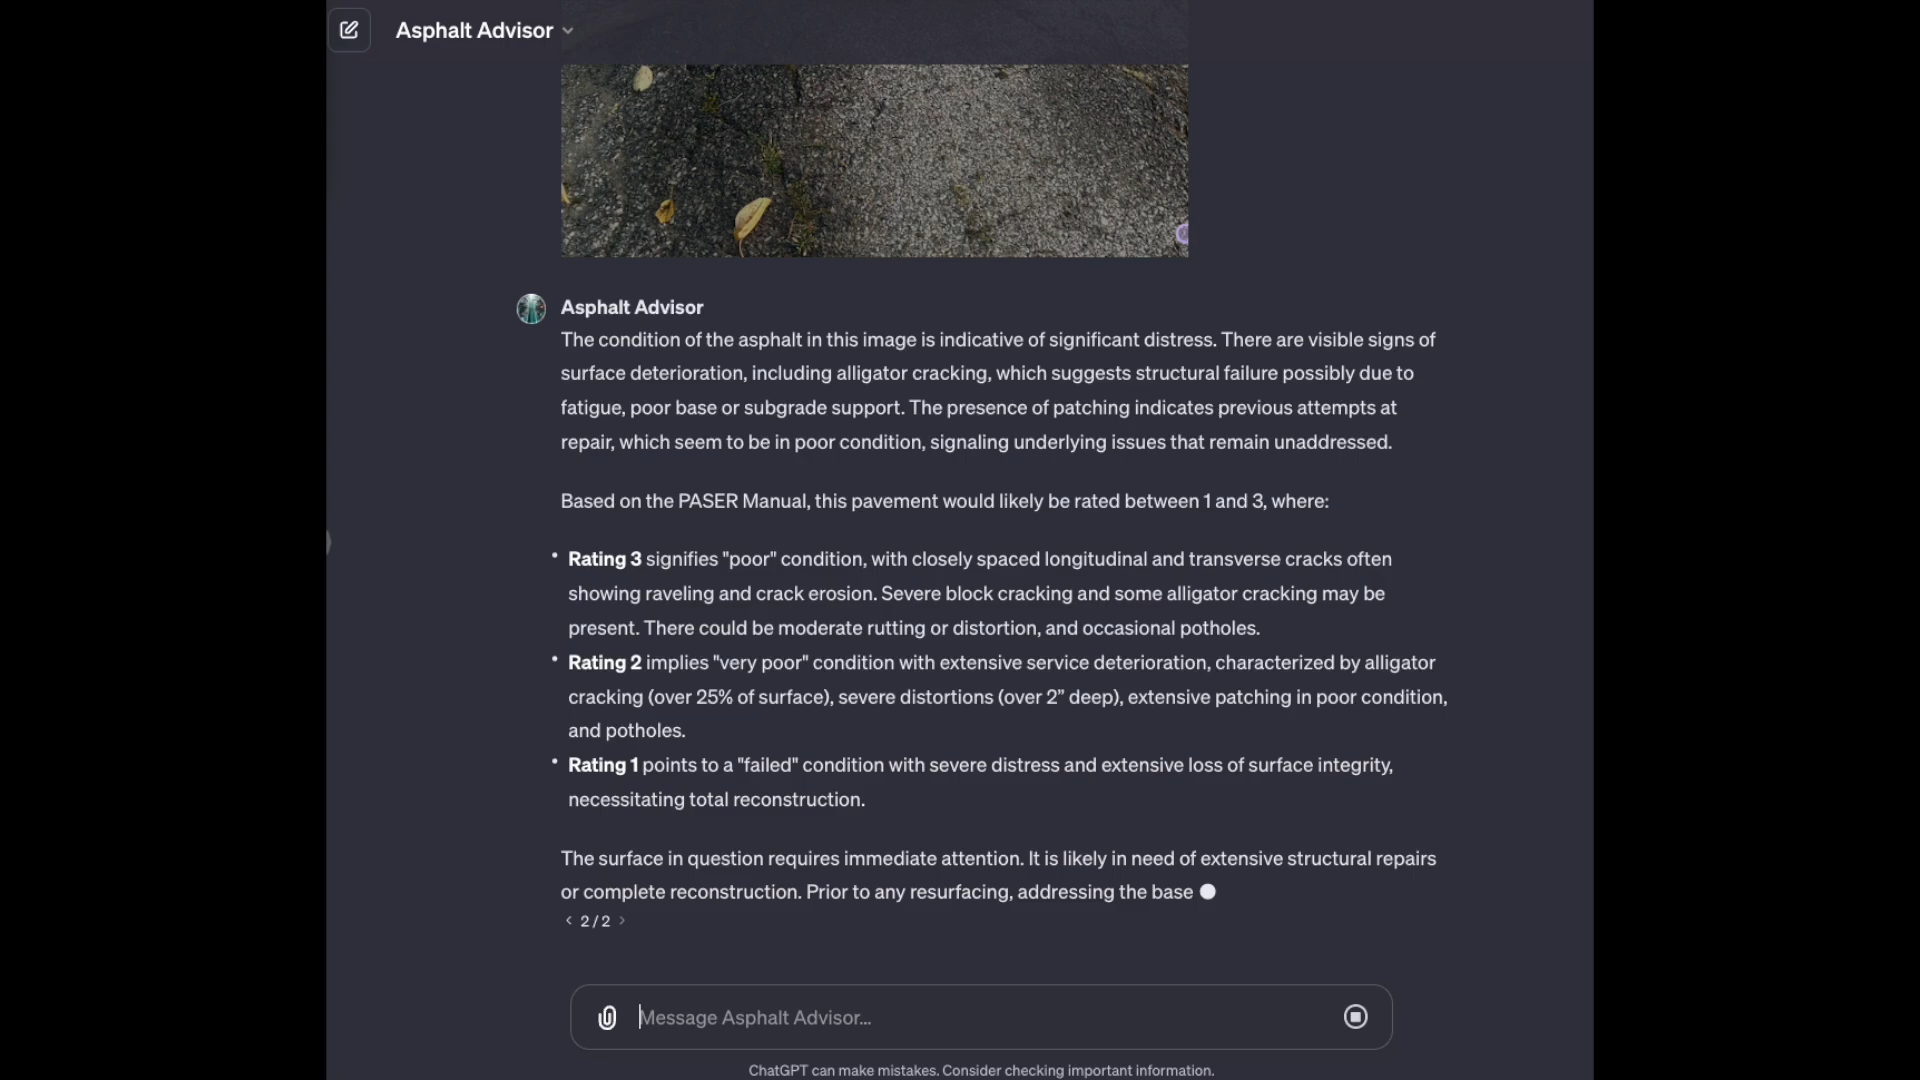 Asphalt Advisor
Asphalt Advisor
The condition of the asphalt in this image is indicative of significant distress. There are visible signs of
surface deterioration, including alligator cracking, which suggests structural failure possibly due to
fatigue, poor base or subgrade support. The presence of patching indicates previous attempts at
repair, which seem to be in poor condition, signaling underlying issues that remain unaddressed.
Based on the PASER Manual, this pavement would likely be rated between 1 and 3, where:
• Rating 3 signifies "poor" condition, with closely spaced longitudinal and transverse cracks often
showing raveling and crack erosion. Severe block cracking and some alligator cracking may be
present. There could be moderate rutting or distortion, and occasional potholes.
• Rating 2 implies "very poor" condition with extensive service deterioration, characterized by alligator
cracking (over 25% of surface), severe distortions (over 2” deep), extensive patching in poor condition,
and potholes.
• Rating 1 points to a "failed" condition with severe distress and extensive loss of surface integrity,
necessitating total reconstruction.
The surface in question requires immediate attention. It is likely in need of extensive structural repairs
or complete reconstruction. Prior to any resurfacing, addressing the base
< 2 / 2 >
Message Asphalt Advisor...
ChatGPT can make mistakes. Consider checking important information.